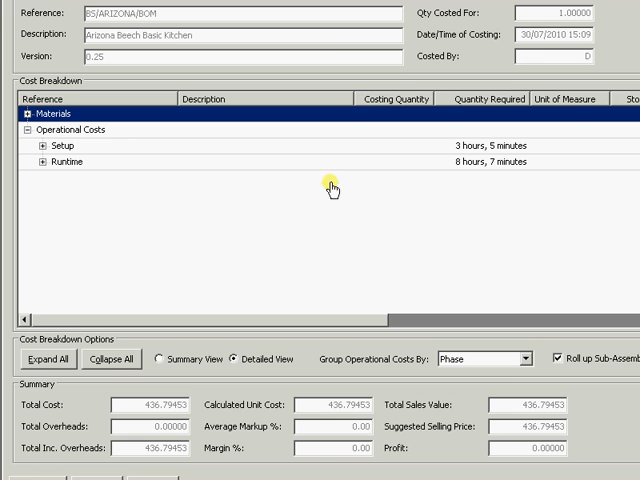 Reference: BS/ARIZONA/BOM Qty Costed For: 1.00000
Description: Arizona Beech Basic Kitchen Date/Time of Costing: 30/07/2010 15:09
Version: 0.25 Costed By: D
Cost Breakdown
Reference Description Costing Quantity Quantity Required Unit of Measure Sto
Materials
Operational Costs
Setup 3 hours, 5 minutes
Runtime 8 hours, 7 minutes
Cost Breakdown Options
Expand All Collapse All Summary View Detailed View Group Operational Costs By: Phase Roll up Sub-Assemb
Summary
Total Cost: 436.79453 Calculated Unit Cost: 436.79453 Total Sales Value: 436.79453
Total Overheads: 0.00000 Average Markup %: 0.00 Suggested Selling Price: 436.79453
Total Inc. Overheads: 436.79453 Margin %: 0.00 Profit: 0.00000